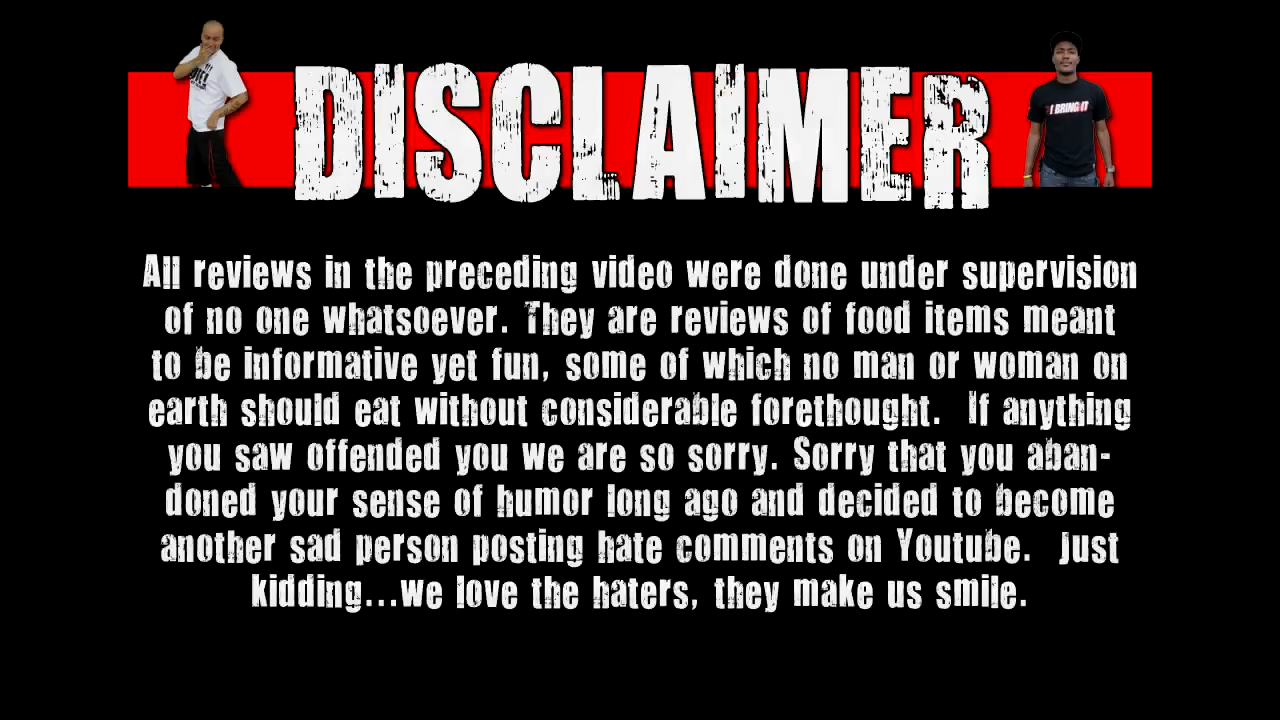 DISCLAIMER
I BRING IT
All reviews in the preceding video were done under supervision
of no one whatsoever. They are reviews of food items meant
to be informative yet fun, some of which no man or woman on
earth should eat without considerable forethought. If anything
you saw offended you we are so sorry. Sorry that you aban-
doned your sense of humor long ago and decided to become
another sad person posting hate comments on Youtube. Just
kidding...we love the haters, they make us smile.